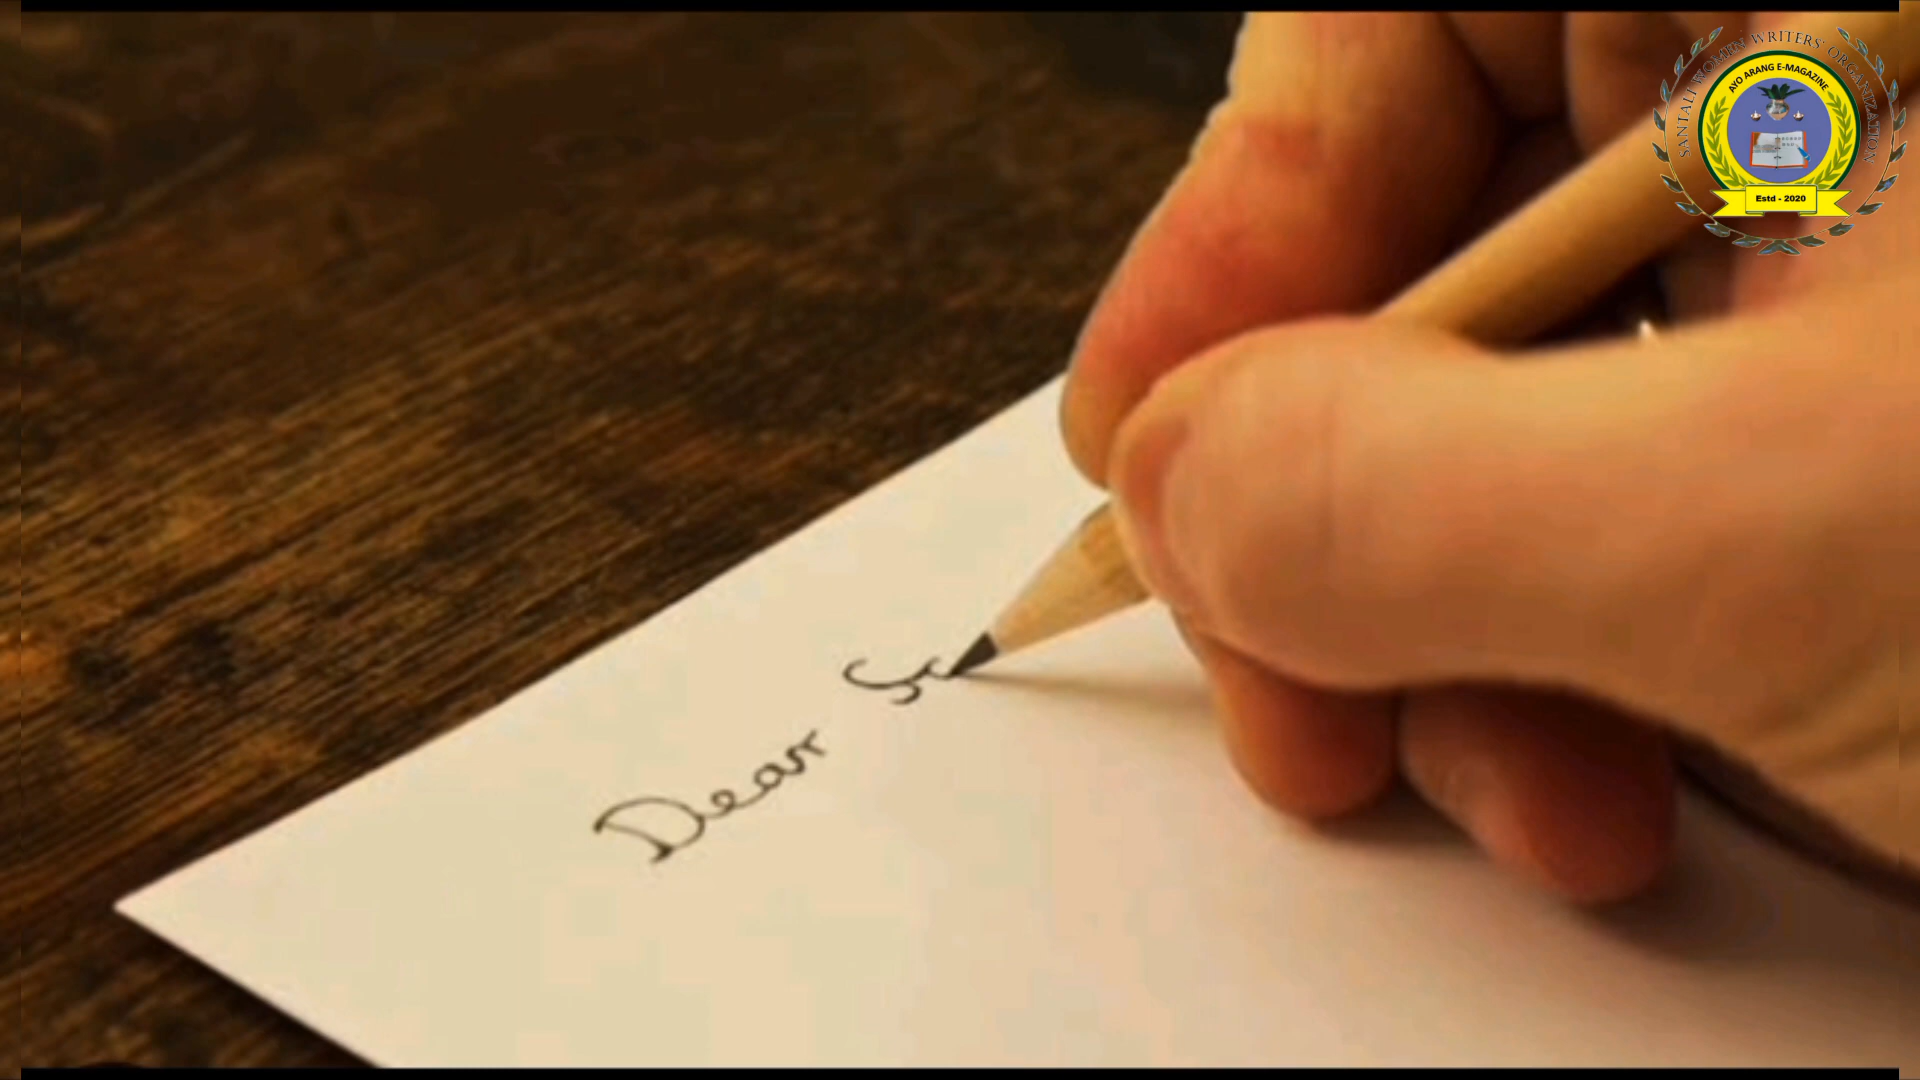 SANTALI WOMEN WRITERS' ORGANIZATION
AYO ARANG E-MAGAZINE
Estd - 2020
Dear